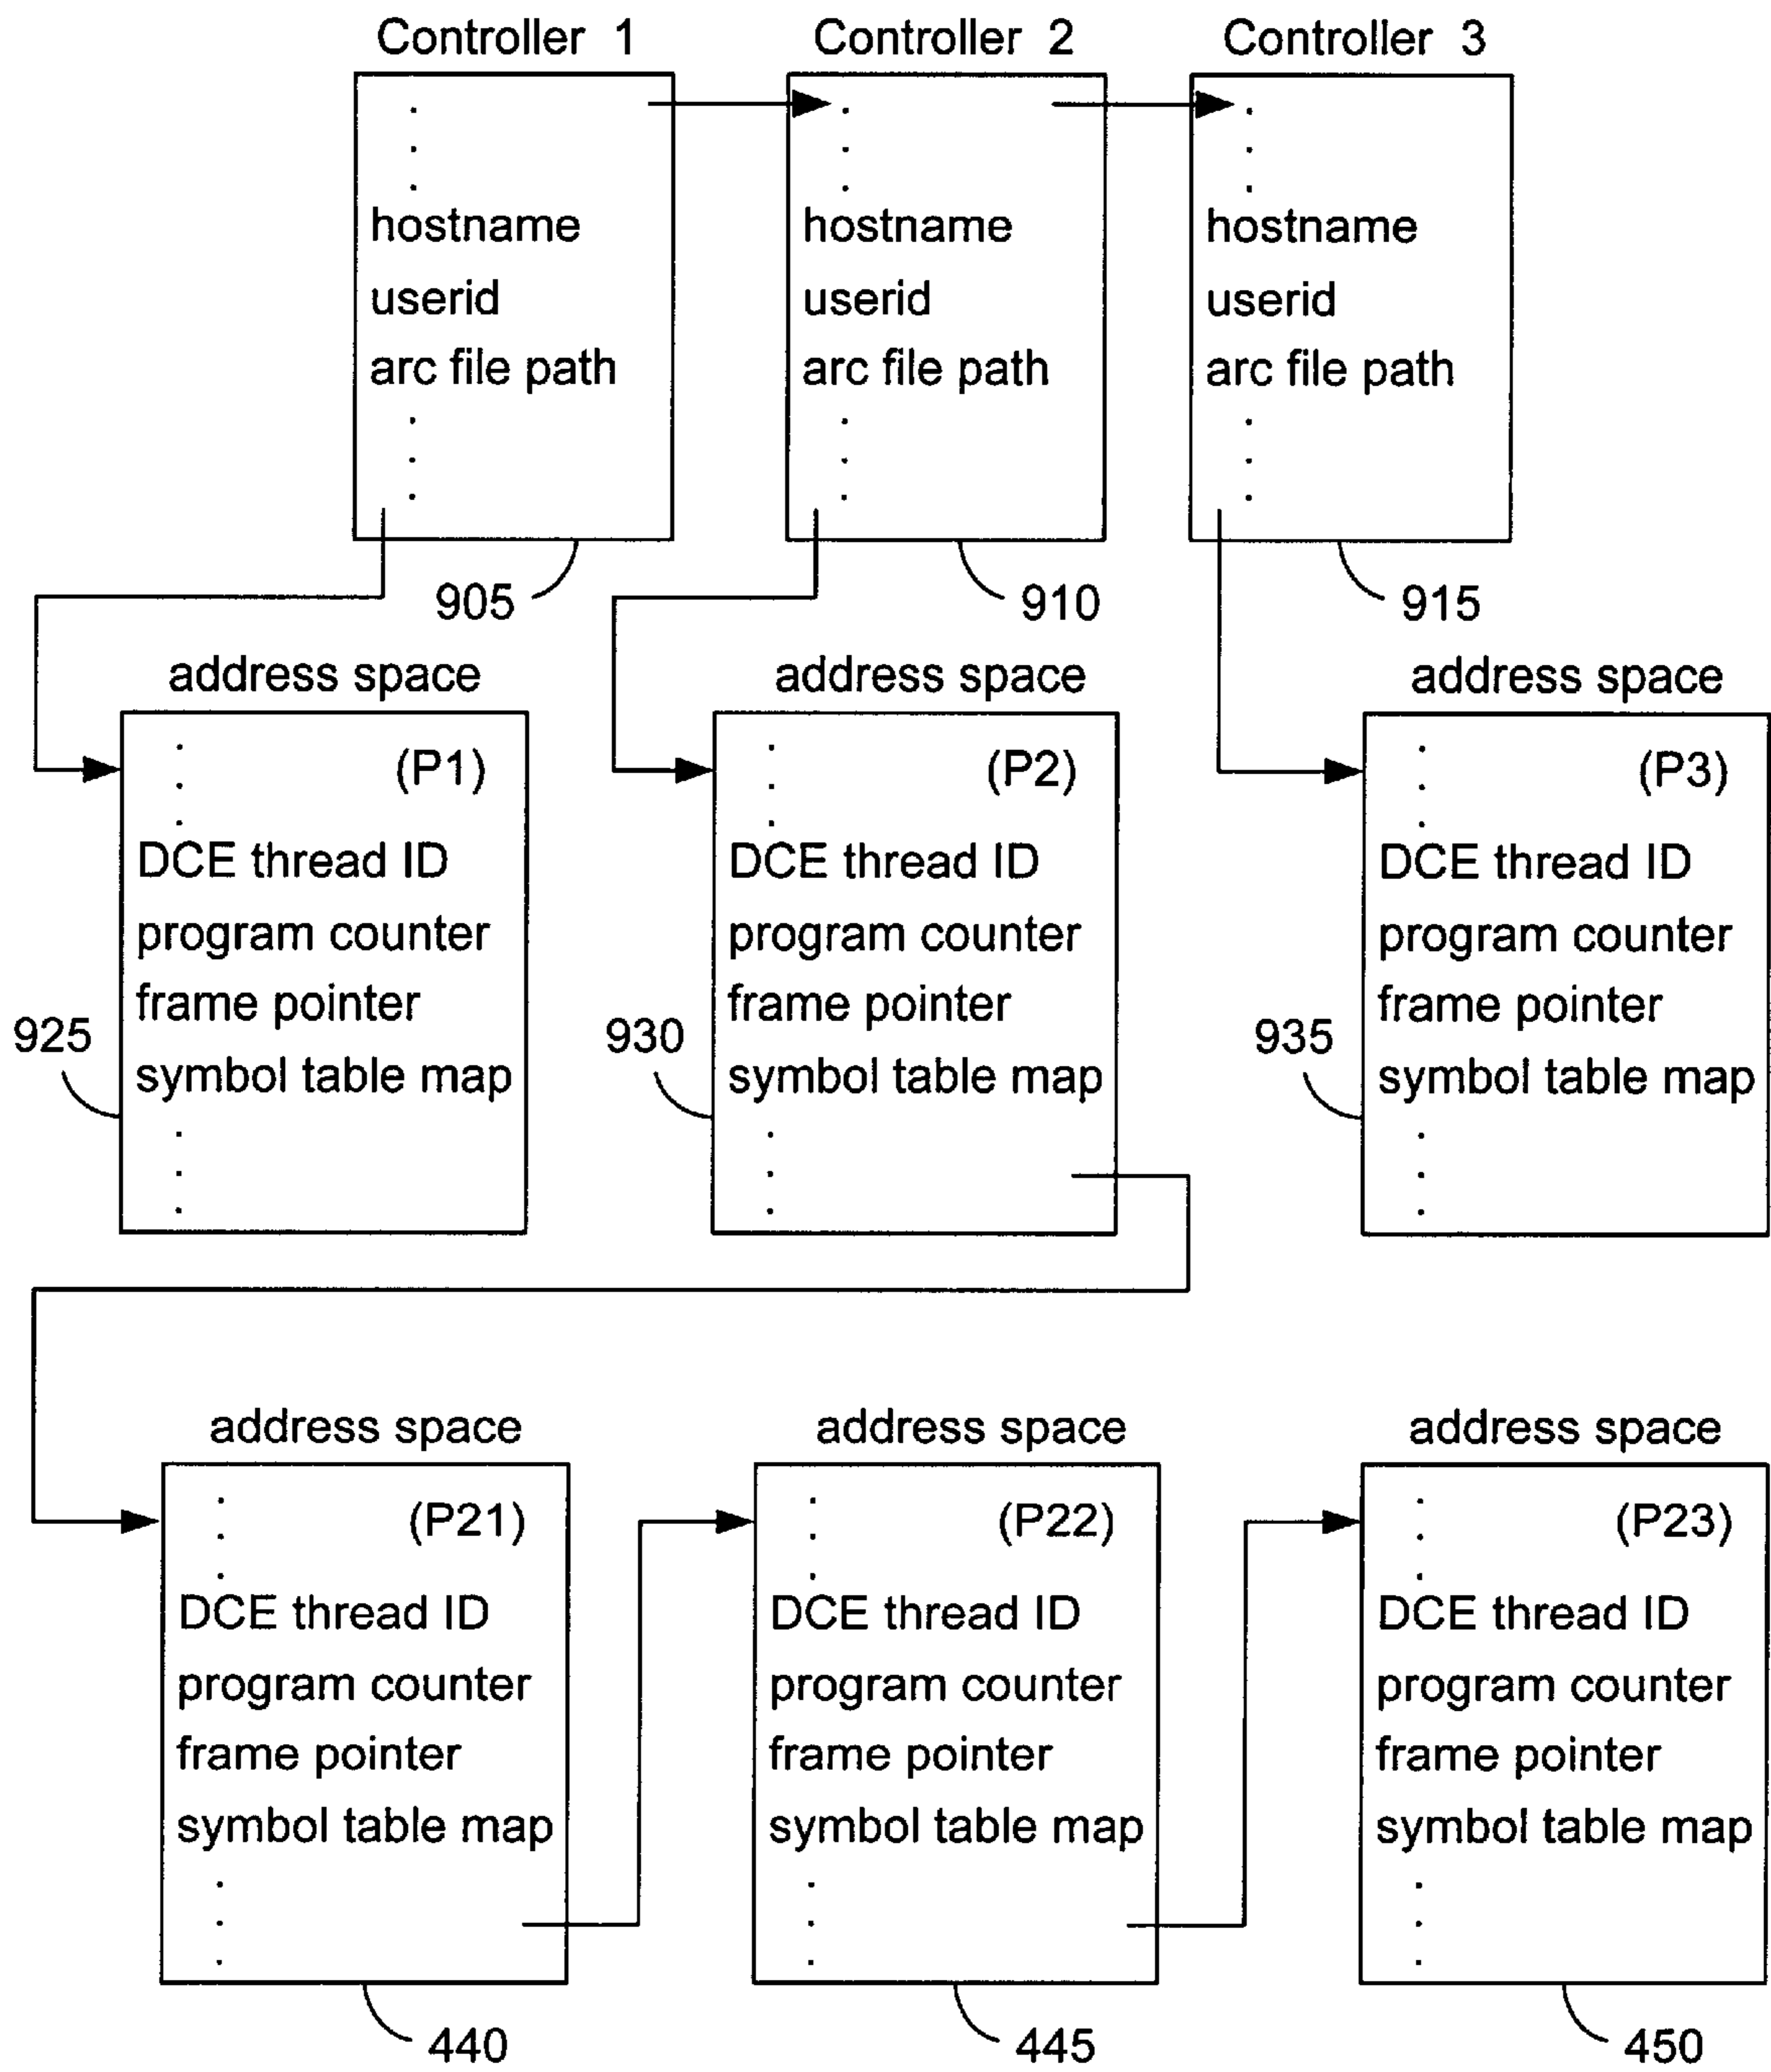 Controller 1
Controller 2
Controller 3
hostname
userid
arc file path
hostname
userid
arc file path
hostname
userid
arc file path
905
910
915
address space
address space
address space
(P1)
DCE thread ID
program counter
frame pointer
symbol table map
925
(P2)
DCE thread ID
program counter
frame pointer
symbol table map
930
(P3)
DCE thread ID
program counter
frame pointer
symbol table map
935
address space
address space
address space
(P21)
DCE thread ID
program counter
frame pointer
symbol table map
440
(P22)
DCE thread ID
program counter
frame pointer
symbol table map
445
(P23)
DCE thread ID
program counter
frame pointer
symbol table map
450